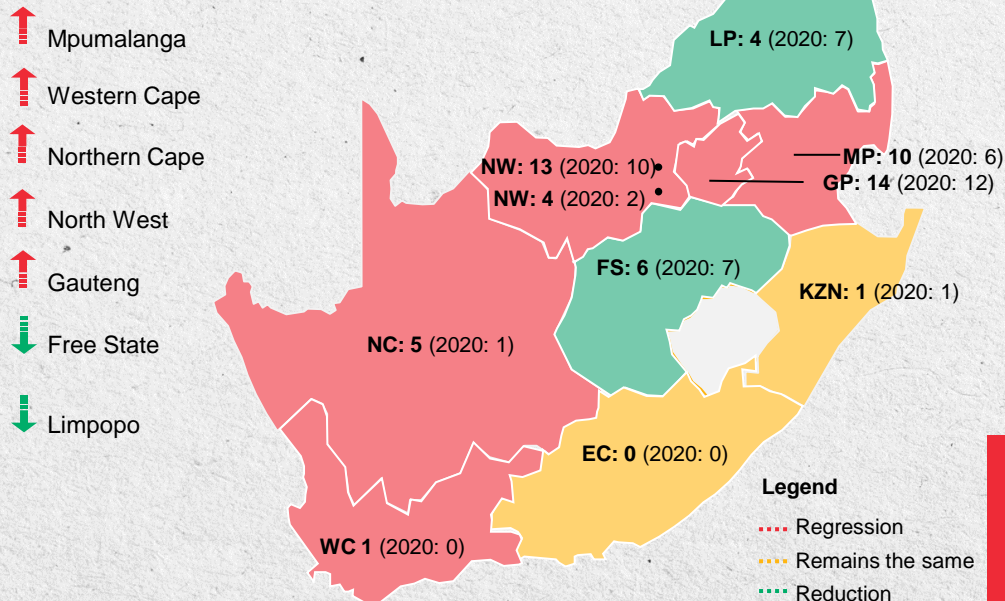 Mpumalanga
Western Cape
Northern Cape
North West
Gauteng
Free State
Limpopo
LP: 4 (2020: 7)
MP: 10 (2020: 6)
GP: 14 (2020: 12)
NW: 13 (2020: 10)
NW: 4 (2020: 2)
FS: 6 (2020: 7)
KZN: 1 (2020: 1)
NC: 5 (2020: 1)
EC: 0 (2020: 0)
WC 1 (2020: 0)
Legend
Regression
Remains the same
Reduction